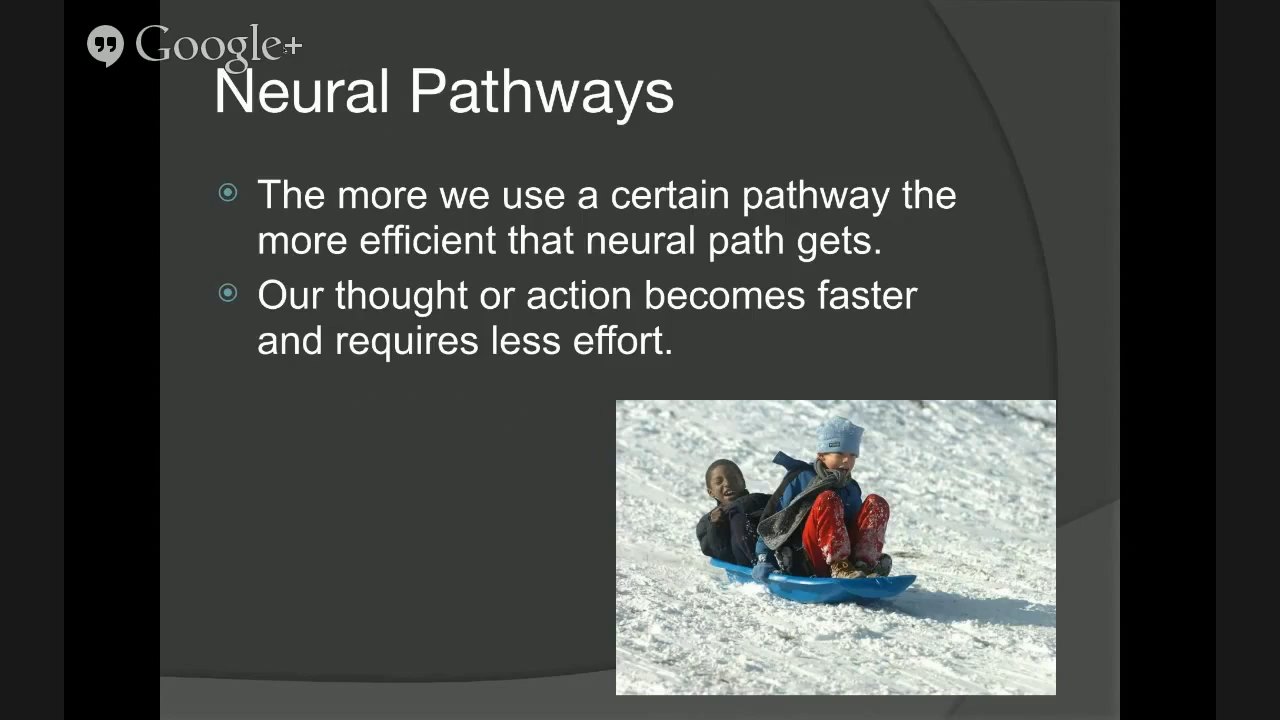 Google+
Neural Pathways
The more we use a certain pathway the
more efficient that neural path gets.
Our thought or action becomes faster
and requires less effort.